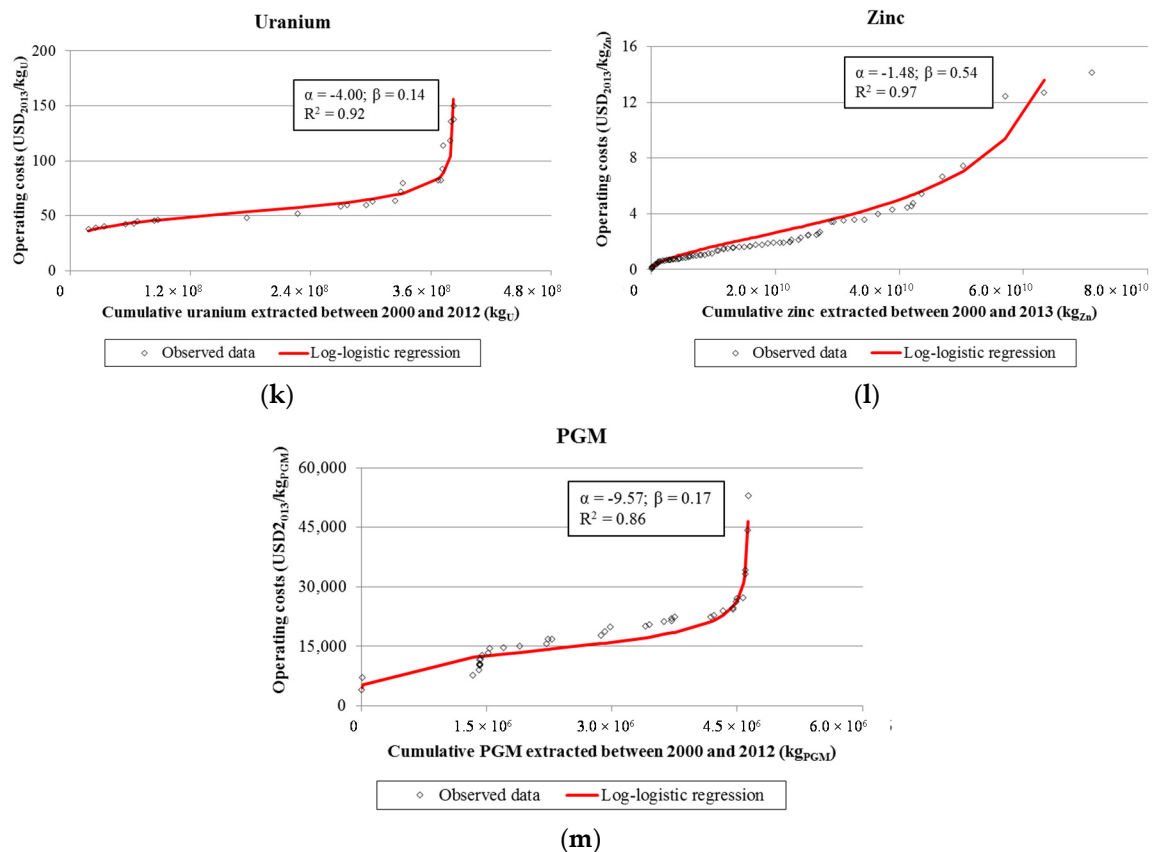 Uranium
Operating costs (USD2013/kgU)
200
150
100
50
0
α = -4.00; β = 0.14
R² = 0.92
0
1.2 × 10⁸
2.4 × 10⁸
3.6 × 10⁸
4.8 × 10⁸
Cumulative uranium extracted between 2000 and 2012 (kgU)
Observed data
Log-logistic regression
(k)
Zinc
Operating costs (USD2013/kgZn)
16
12
8
4
0
α = -1.48; β = 0.54
R² = 0.97
0
2.0 × 10¹⁰
4.0 × 10¹⁰
6.0 × 10¹⁰
8.0 × 10¹⁰
Cumulative zinc extracted between 2000 and 2013 (kgZn)
Observed data
Log-logistic regression
(l)
PGM
Operating costs (USD2013/kgPGM)
60,000
45,000
30,000
15,000
0
α = -9.57; β = 0.17
R² = 0.86
0
1.5 × 10⁶
3.0 × 10⁶
4.5 × 10⁶
6.0 × 10⁶
Cumulative PGM extracted between 2000 and 2012 (kgPGM)
Observed data
Log-logistic regression
(m)